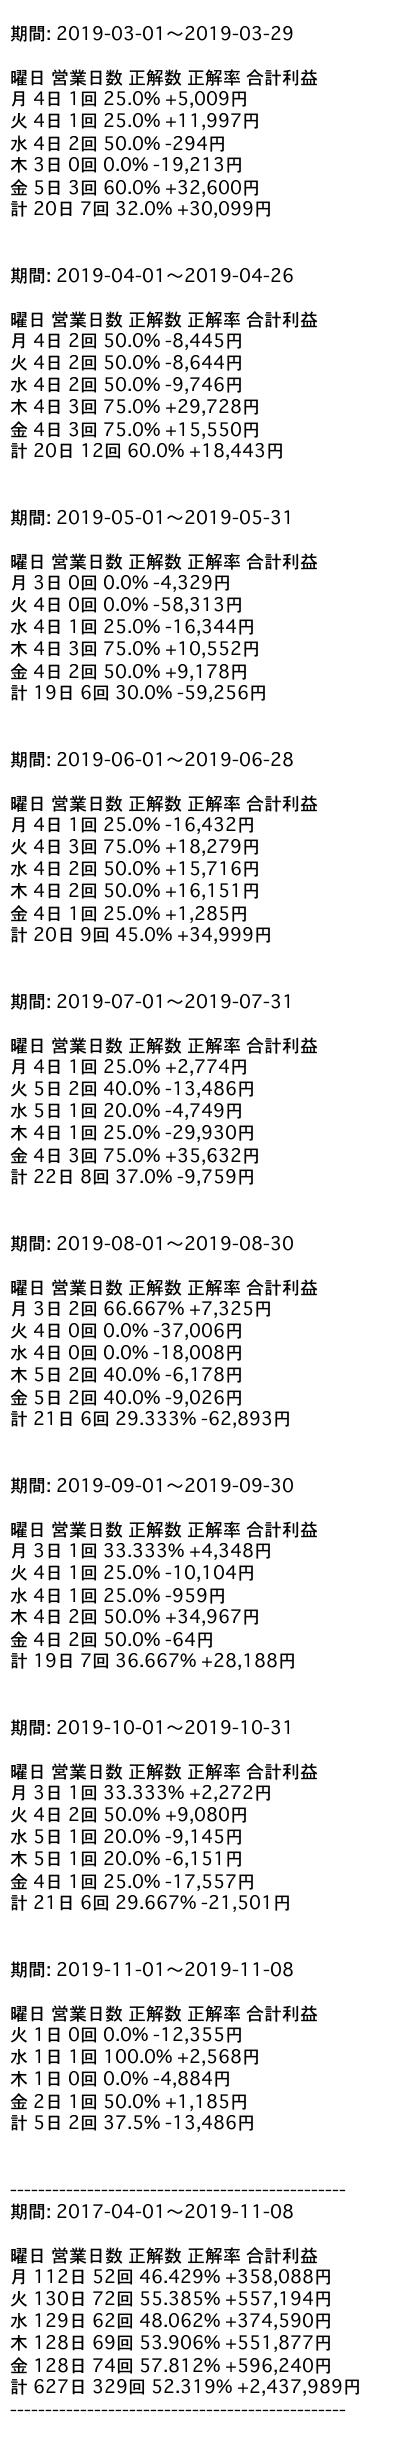 期間: 2019-03-01〜2019-03-29
曜日 営業日数 正解数 正解率 合計利益
月 4日 1回 25.0% +5,009円
火 4日 1回 25.0% +11,997円
水 4日 2回 50.0% -294円
木 3日 0回 0.0% -19,213円
金 5日 3回 60.0% +32,600円
計 20日 7回 32.0% +30,099円
期間: 2019-04-01〜2019-04-26
曜日 営業日数 正解数 正解率 合計利益
月 4日 2回 50.0% -8,445円
火 4日 2回 50.0% -8,644円
水 4日 2回 50.0% -9,746円
木 4日 3回 75.0% +29,728円
金 4日 3回 75.0% +15,550円
計 20日 12回 60.0% +18,443円
期間: 2019-05-01〜2019-05-31
曜日 営業日数 正解数 正解率 合計利益
月 3日 0回 0.0% -4,329円
火 4日 0回 0.0% -58,313円
水 4日 1回 25.0% -16,344円
木 4日 3回 75.0% +10,552円
金 4日 2回 50.0% +9,178円
計 19日 6回 30.0% -59,256円
期間: 2019-06-01〜2019-06-28
曜日 営業日数 正解数 正解率 合計利益
月 4日 1回 25.0% -16,432円
火 4日 3回 75.0% +18,279円
水 4日 2回 50.0% +15,716円
木 4日 2回 50.0% +16,151円
金 4日 1回 25.0% +1,285円
計 20日 9回 45.0% +34,999円
期間: 2019-07-01〜2019-07-31
曜日 営業日数 正解数 正解率 合計利益
月 4日 1回 25.0% +2,774円
火 5日 2回 40.0% -13,486円
水 5日 1回 20.0% -4,749円
木 4日 1回 25.0% -29,930円
金 4日 3回 75.0% +35,632円
計 22日 8回 37.0% -9,759円
期間: 2019-08-01〜2019-08-30
曜日 営業日数 正解数 正解率 合計利益
月 3日 2回 66.667% +7,325円
火 4日 0回 0.0% -37,006円
水 4日 0回 0.0% -18,008円
木 5日 2回 40.0% -6,178円
金 5日 2回 40.0% -9,026円
計 21日 6回 29.333% -62,893円
期間: 2019-09-01〜2019-09-30
曜日 営業日数 正解数 正解率 合計利益
月 3日 1回 33.333% +4,348円
火 4日 1回 25.0% -10,104円
水 4日 1回 25.0% -959円
木 4日 2回 50.0% +34,967円
金 4日 2回 50.0% -64円
計 19日 7回 36.667% +28,188円
期間: 2019-10-01〜2019-10-31
曜日 営業日数 正解数 正解率 合計利益
月 3日 1回 33.333% +2,272円
火 4日 2回 50.0% +9,080円
水 5日 1回 20.0% -9,145円
木 5日 1回 20.0% -6,151円
金 4日 1回 25.0% -17,557円
計 21日 6回 29.667% -21,501円
期間: 2019-11-01〜2019-11-08
曜日 営業日数 正解数 正解率 合計利益
火 1日 0回 0.0% -12,355円
水 1日 1回 100.0% +2,568円
木 1日 0回 0.0% -4,884円
金 2日 1回 50.0% +1,185円
計 5日 2回 37.5% -13,486円
------------------------------------------------
期間: 2017-04-01〜2019-11-08
曜日 営業日数 正解数 正解率 合計利益
月 112日 52回 46.429% +358,088円
火 130日 72回 55.385% +557,194円
水 129日 62回 48.062% +374,590円
木 128日 69回 53.906% +551,877円
金 128日 74回 57.812% +596,240円
計 627日 329回 52.319% +2,437,989円
------------------------------------------------